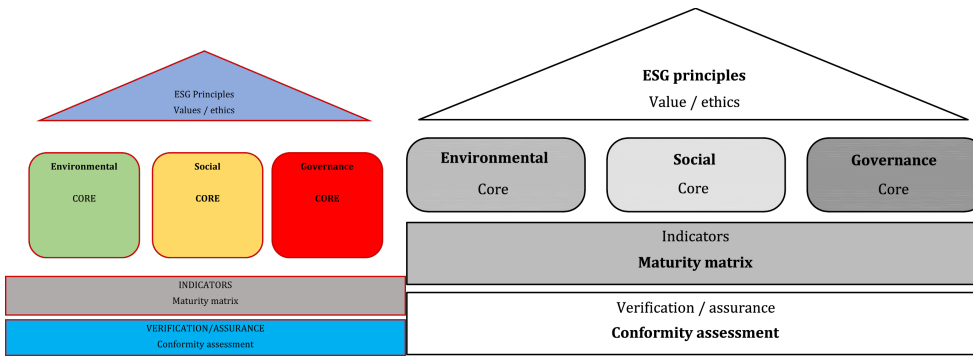 ESG Principles
Values / ethics
Environmental
CORE
Social
CORE
Governance
CORE
INDICATORS
Maturity matrix
VERIFICATION/ASSURANCE
Conformity assessment
ESG principles
Value / ethics
Environmental
Core
Social
Core
Governance
Core
Indicators
Maturity matrix
Verification / assurance
Conformity assessment